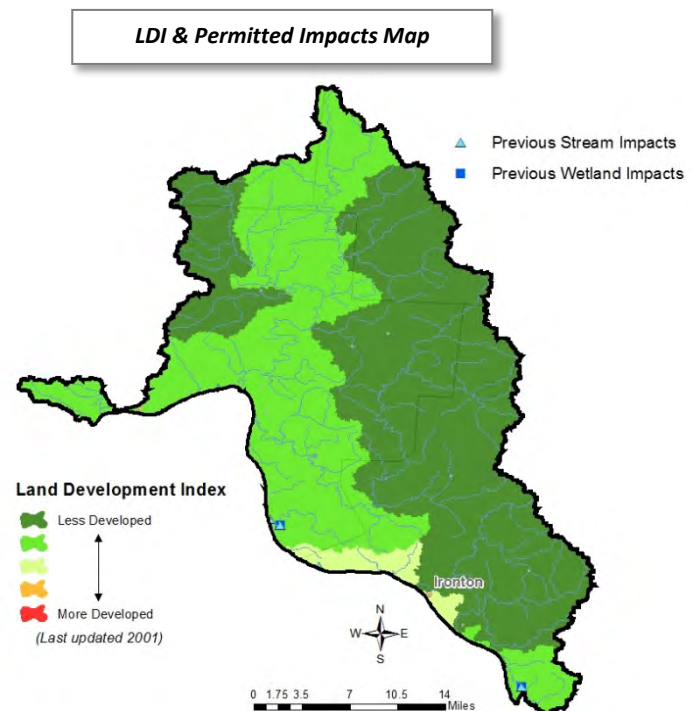 LDI & Permitted Impacts Map
Previous Stream Impacts
Previous Wetland Impacts
Land Development Index
Less Developed
More Developed
(Last updated 2001)
Ironton
N
W E
S
0 1.75 3.5 7 10.5 14
Miles